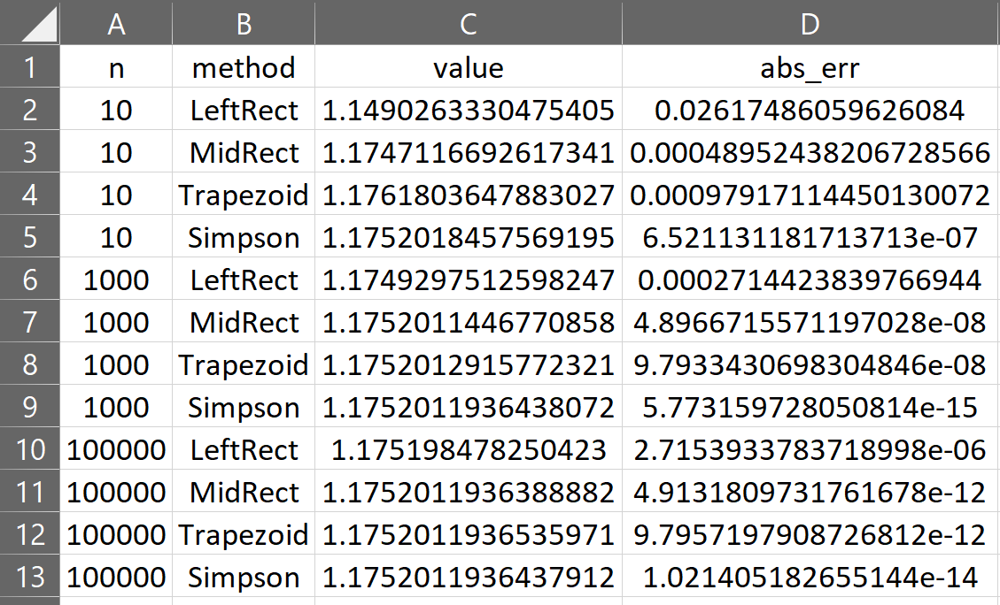 A B C D
1 n method value abs_err
2 10 LeftRect 1.1490263330475405 0.02617486059626084
3 10 MidRect 1.1747116692617341 0.00048952438206728566
4 10 Trapezoid 1.1761803647883027 0.00097917114450130072
5 10 Simpson 1.1752018457569195 6.521131181713713e-07
6 1000 LeftRect 1.1749297512598247 0.0002714423839766944
7 1000 MidRect 1.1752011446770858 4.8966715571197028e-08
8 1000 Trapezoid 1.1752012915772321 9.7933430698304846e-08
9 1000 Simpson 1.1752011936438072 5.773159728050814e-15
10 100000 LeftRect 1.175198478250423 2.7153933783718998e-06
11 100000 MidRect 1.1752011936388882 4.9131809731761678e-12
12 100000 Trapezoid 1.1752011936535971 9.7957197908726812e-12
13 100000 Simpson 1.1752011936437912 1.021405182655144e-14